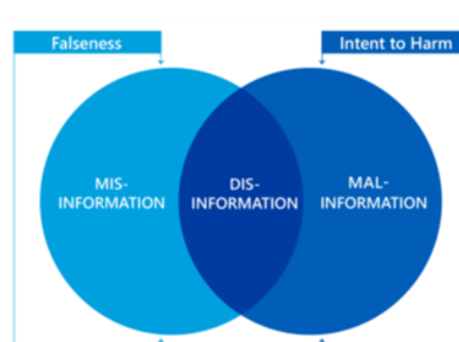 Falseness
Intent to Harm
MIS-
INFORMATION
DIS-
INFORMATION
MAL-
INFORMATION